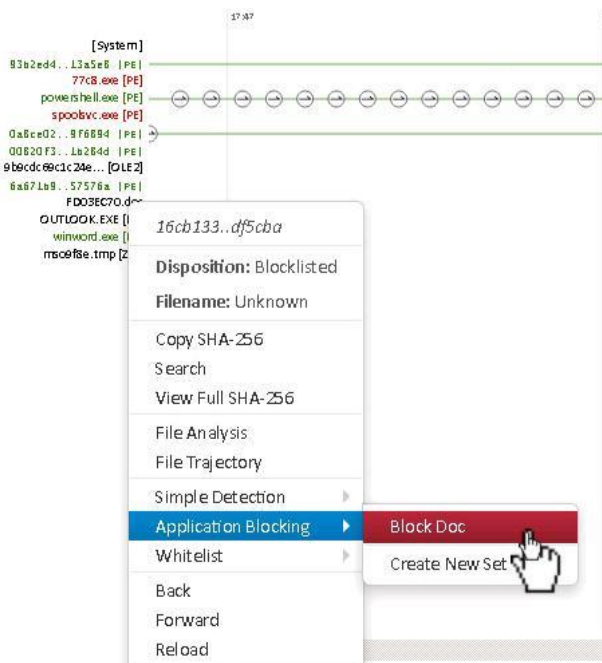 17:47
[System]
93b2ed4..13a5e8 [PE]
77c8.exe [PE]
powershell.exe [PE]
spoolsvc.exe [PE]
0a8ce02..9f6894 [PE]
00820f3..1b284d [PE]
9b9cdc69c1c24e... [OLE2]
6a671b9..57576a [PE]
FD03EC70.doc
OUTLOOK.EXE [
winword.exe [
mso9f8e.tmp [Z
16cb133..df5cba
Disposition: Blocklisted
Filename: Unknown
Copy SHA-256
Search
View Full SHA-256
File Analysis
File Trajectory
Simple Detection
Application Blocking
Block Doc
Whitelist
Create New Set
Back
Forward
Reload